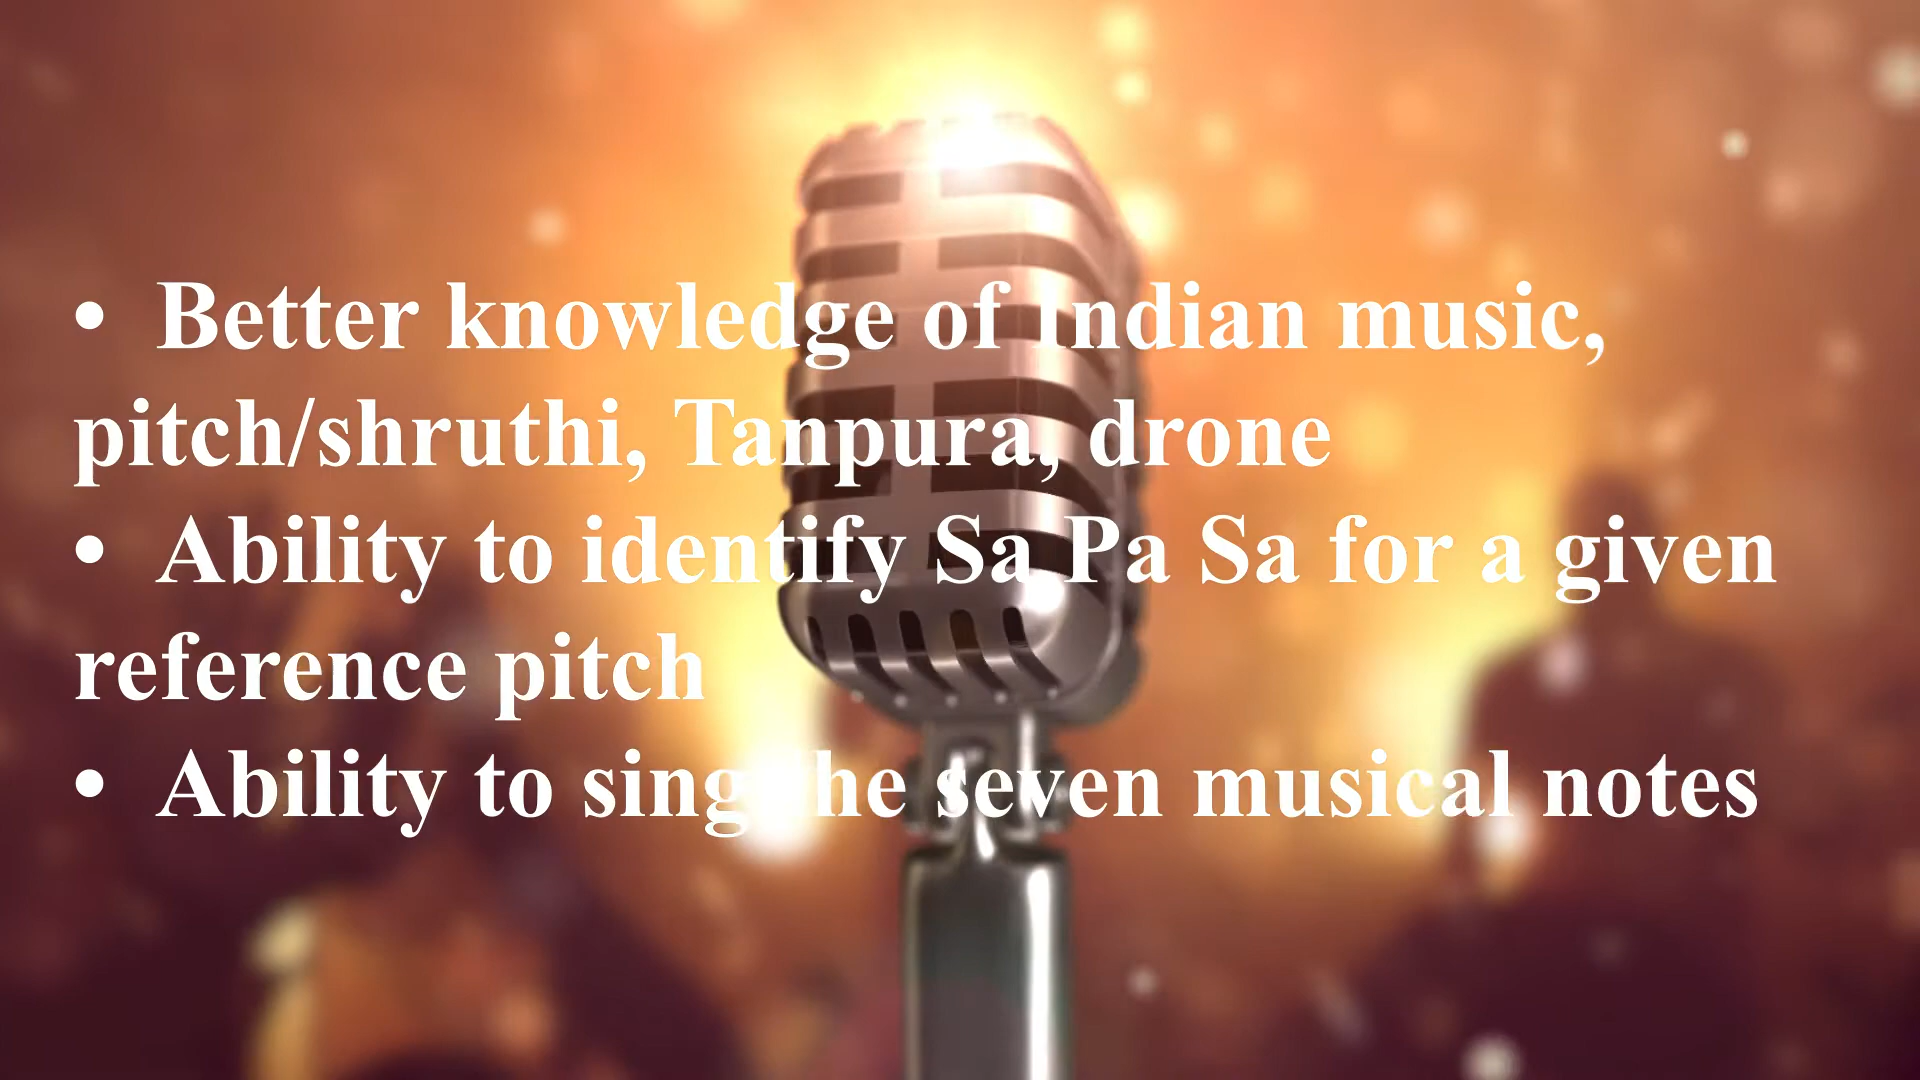 • Better knowledge of Indian music,
pitch/shruthi, Tanpura, drone
• Ability to identify Sa Pa Sa for a given
reference pitch
• Ability to sing the seven musical notes